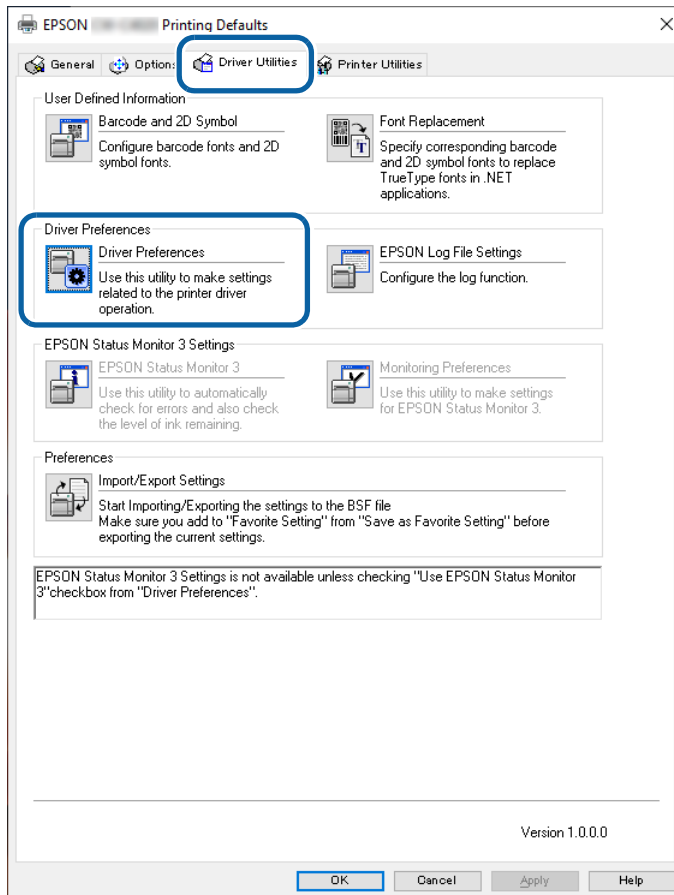 EPSON Printing Defaults
General Option: Driver Utilities Printer Utilities
User Defined Information
Barcode and 2D Symbol
Configure barcode fonts and 2D
symbol fonts.
Font Replacement
Specify corresponding barcode
and 2D symbol fonts to replace
TrueType fonts in .NET
applications.
Driver Preferences
Driver Preferences
Use this utility to make settings
related to the printer driver
operation.
EPSON Log File Settings
Configure the log function.
EPSON Status Monitor 3 Settings
EPSON Status Monitor 3
Use this utility to automatically
check for errors and also check
the level of ink remaining.
Monitoring Preferences
Use this utility to make settings
for EPSON Status Monitor 3.
Preferences
Import/Export Settings
Start Importing/Exporting the settings to the BSF file
Make sure you add to "Favorite Setting" from "Save as Favorite Setting" before
exporting the current settings.
EPSON Status Monitor 3 Settings is not available unless checking "Use EPSON Status Monitor
3"checkbox from "Driver Preferences".
Version 1.0.0.0
OK Cancel Apply Help